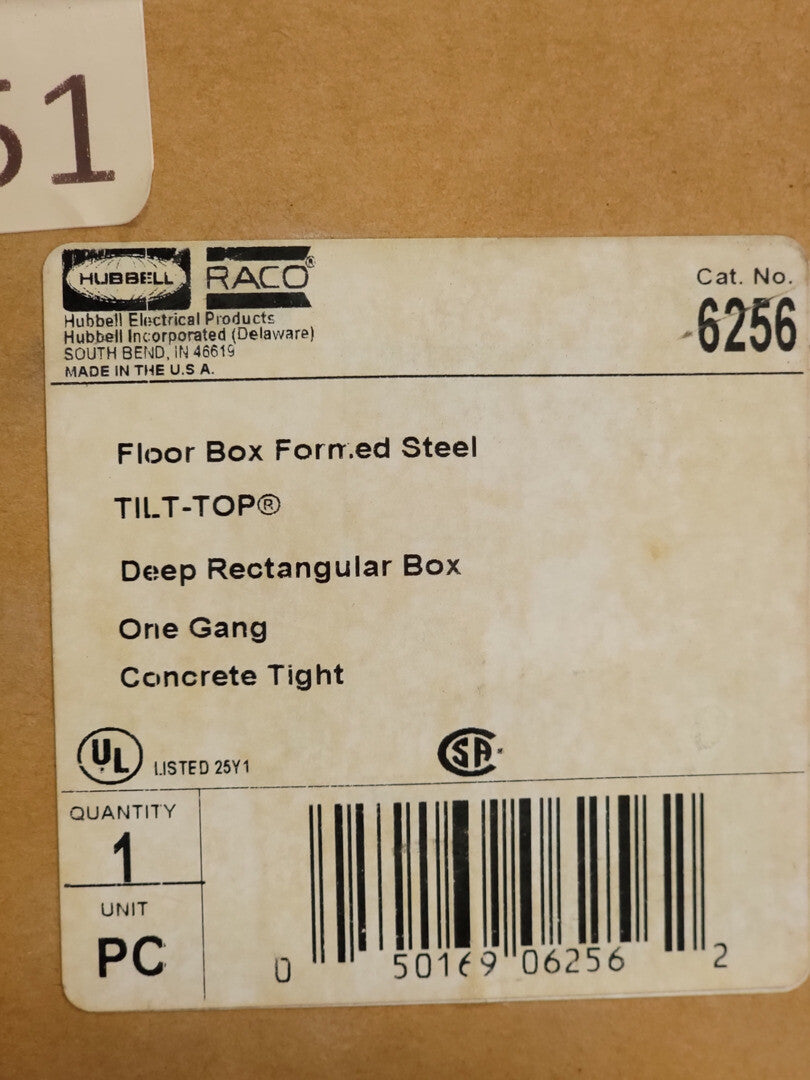 51
HUBBELL RACO®
Hubbell Electrical Products
Hubbell Incorporated (Delaware)
SOUTH BEND, IN 46619
MADE IN THE U.S A.
Cat. No.
6256
Floor Box Formed Steel
TILT-TOP®
Deep Rectangular Box
One Gang
Concrete Tight
UL LISTED 25Y1
SA
QUANTITY
1
UNIT
PC
0 50169 06256 2